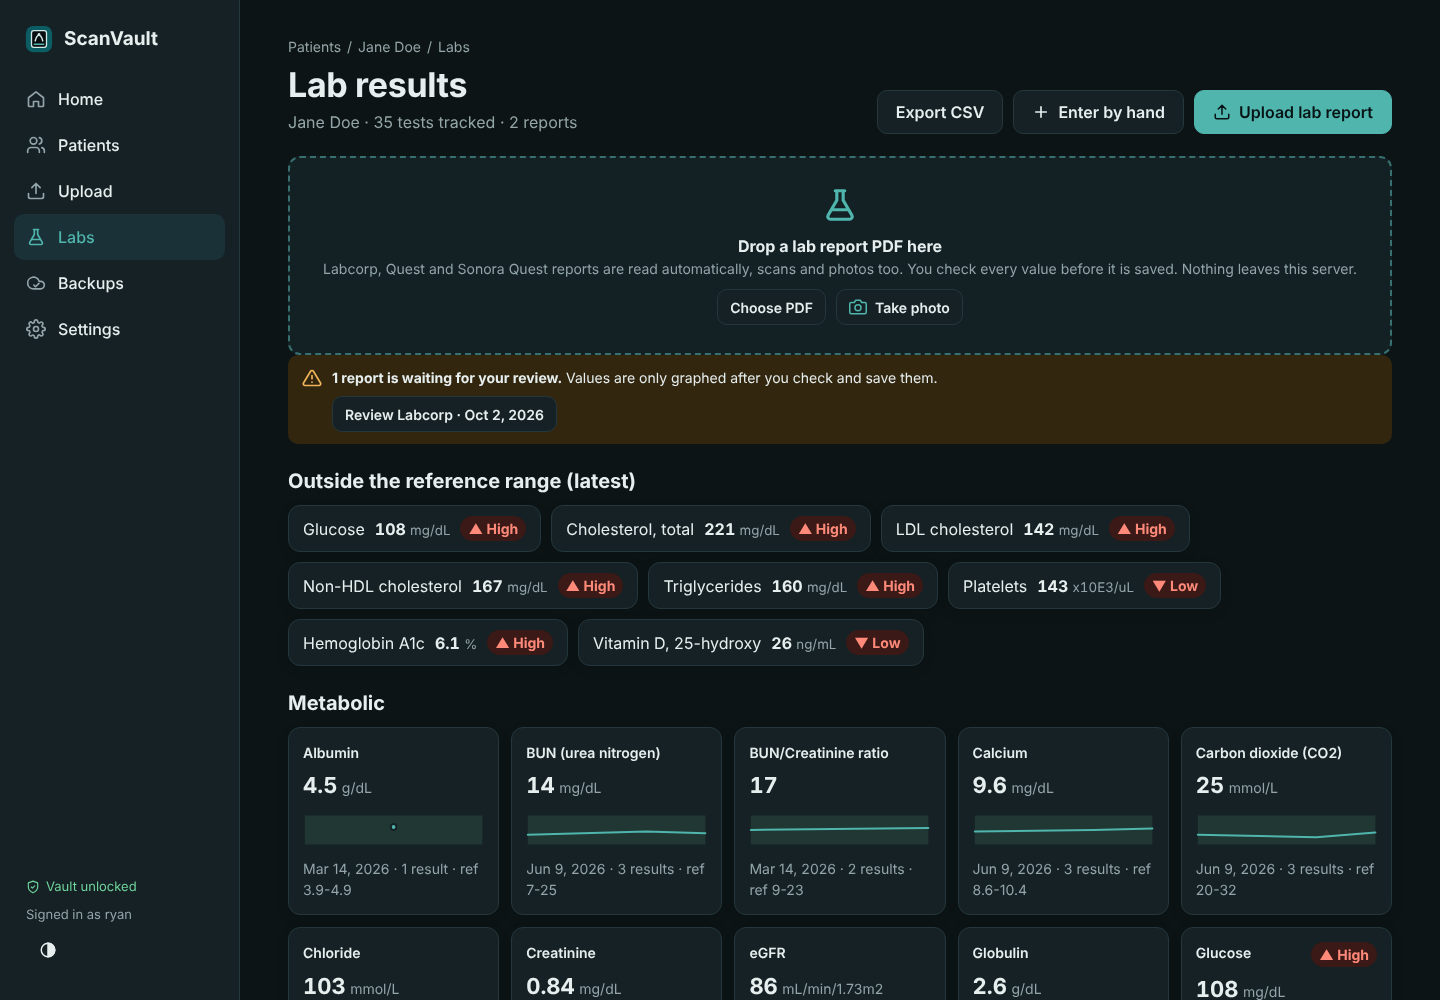 ScanVault
Home
Patients
Upload
Labs
Backups
Settings
Vault unlocked
Signed in as ryan
Patients / Jane Doe / Labs
Lab results
Jane Doe · 35 tests tracked · 2 reports
Export CSV
Enter by hand
Upload lab report
Drop a lab report PDF here
Labcorp, Quest and Sonora Quest reports are read automatically, scans and photos too. You check every value before it is saved. Nothing leaves this server.
Choose PDF
Take photo
1 report is waiting for your review. Values are only graphed after you check and save them.
Review Labcorp · Oct 2, 2026
Outside the reference range (latest)
Glucose 108 mg/dL ▲ High
Cholesterol, total 221 mg/dL ▲ High
LDL cholesterol 142 mg/dL ▲ High
Non-HDL cholesterol 167 mg/dL ▲ High
Triglycerides 160 mg/dL ▲ High
Platelets 143 x10E3/uL ▼ Low
Hemoglobin A1c 6.1 % ▲ High
Vitamin D, 25-hydroxy 26 ng/mL ▼ Low
Metabolic
Albumin
4.5 g/dL
Mar 14, 2026 · 1 result · ref
3.9-4.9
BUN (urea nitrogen)
14 mg/dL
Jun 9, 2026 · 3 results · ref
7-25
BUN/Creatinine ratio
17
Mar 14, 2026 · 2 results ·
ref 9-23
Calcium
9.6 mg/dL
Jun 9, 2026 · 3 results · ref
8.6-10.4
Carbon dioxide (CO2)
25 mmol/L
Jun 9, 2026 · 3 results · ref
20-32
Chloride
103 mmol/L
Creatinine
0.84 mg/dL
eGFR
86 mL/min/1.73m2
Globulin
2.6 g/dL
Glucose
▲ High
108 mg/dL